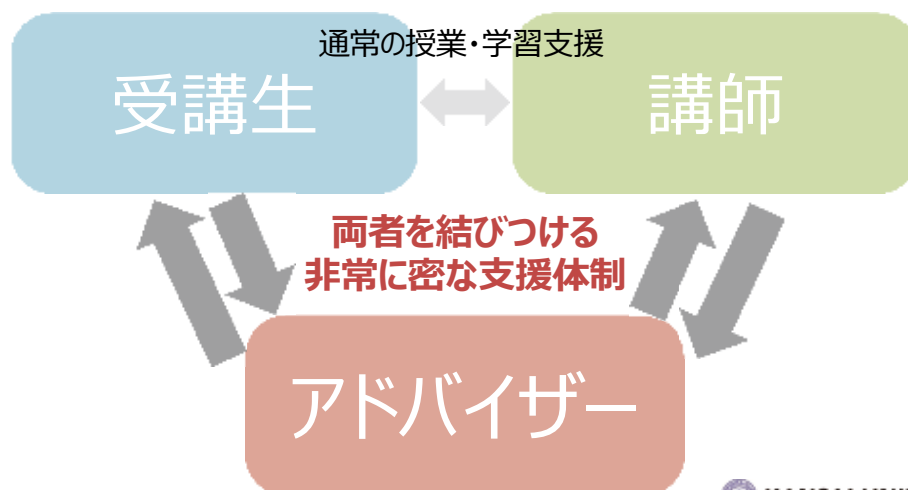 通常の授業・学習支援
受講生
講師
両者を結びつける
非常に密な支援体制
アドバイザー